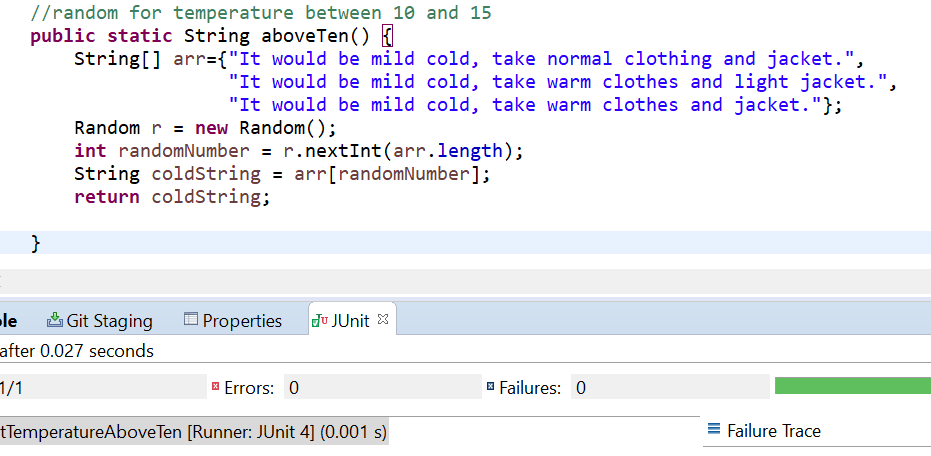 //random for temperature between 10 and 15
public static String aboveTen() {
String[] arr={"It would be mild cold, take normal clothing and jacket.",
"It would be mild cold, take warm clothes and light jacket.",
"It would be mild cold, take warm clothes and jacket."};
Random r = new Random();
int randomNumber = r.nextInt(arr.length);
String coldString = arr[randomNumber];
return coldString;
}
ole Git Staging Properties JUnit
after 0.027 seconds
1/1 Errors: 0 Failures: 0
tTemperatureAboveTen [Runner: JUnit 4] (0.001 s) Failure Trace